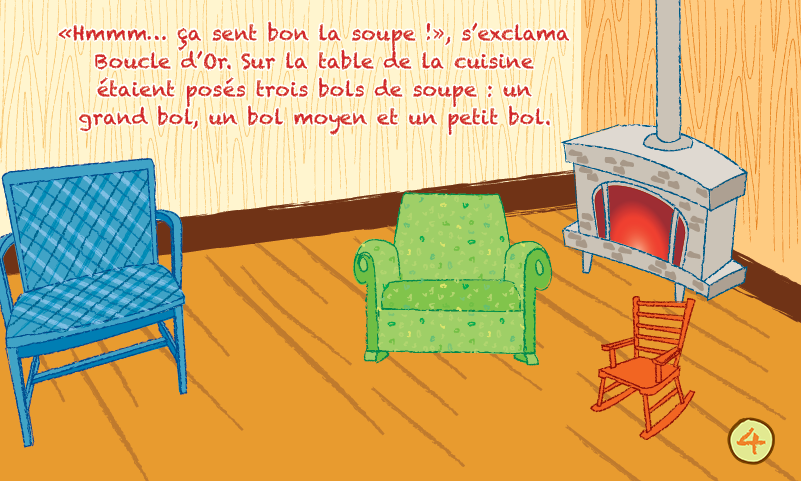 «Hmmm... ça sent bon la soupe !», s'exclama
Boucle d'Or. Sur la table de la cuisine
étaient posés trois bols de soupe : un
grand bol, un bol moyen et un petit bol.
4